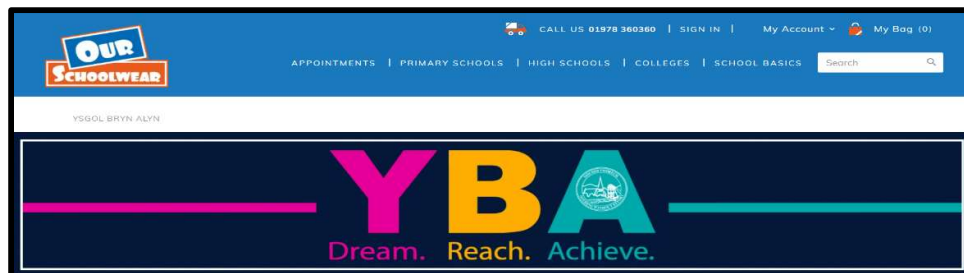 CALL US 01978 360360 | SIGN IN | My Account My Bag (0)
OUR
SCHOOLWEAR
APPOINTMENTS | PRIMARY SCHOOLS | HIGH SCHOOLS | COLLEGES | SCHOOL BASICS Search
YSGOL BRYN ALYN
YBA
Dream. Reach. Achieve.